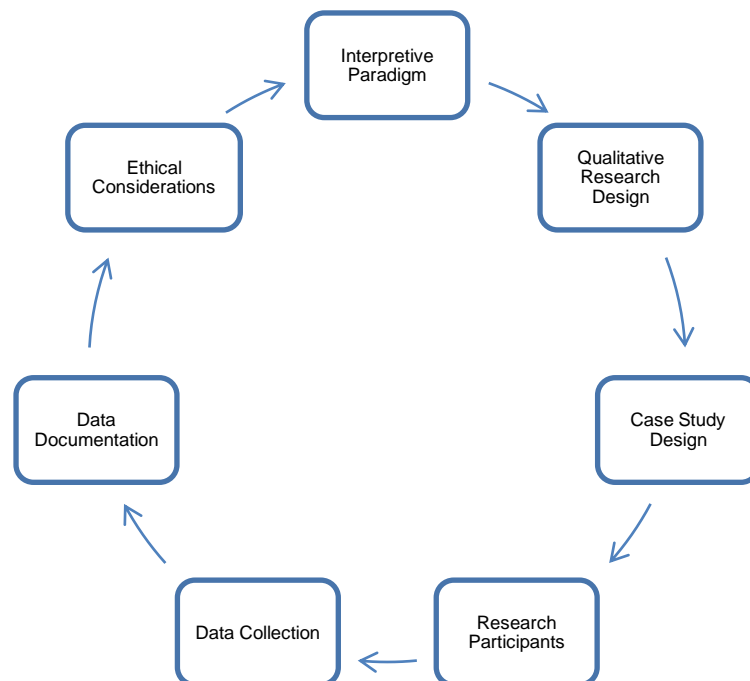 Interpretive
Paradigm
Qualitative
Research
Design
Case Study
Design
Research
Participants
Data Collection
Data
Documentation
Ethical
Considerations